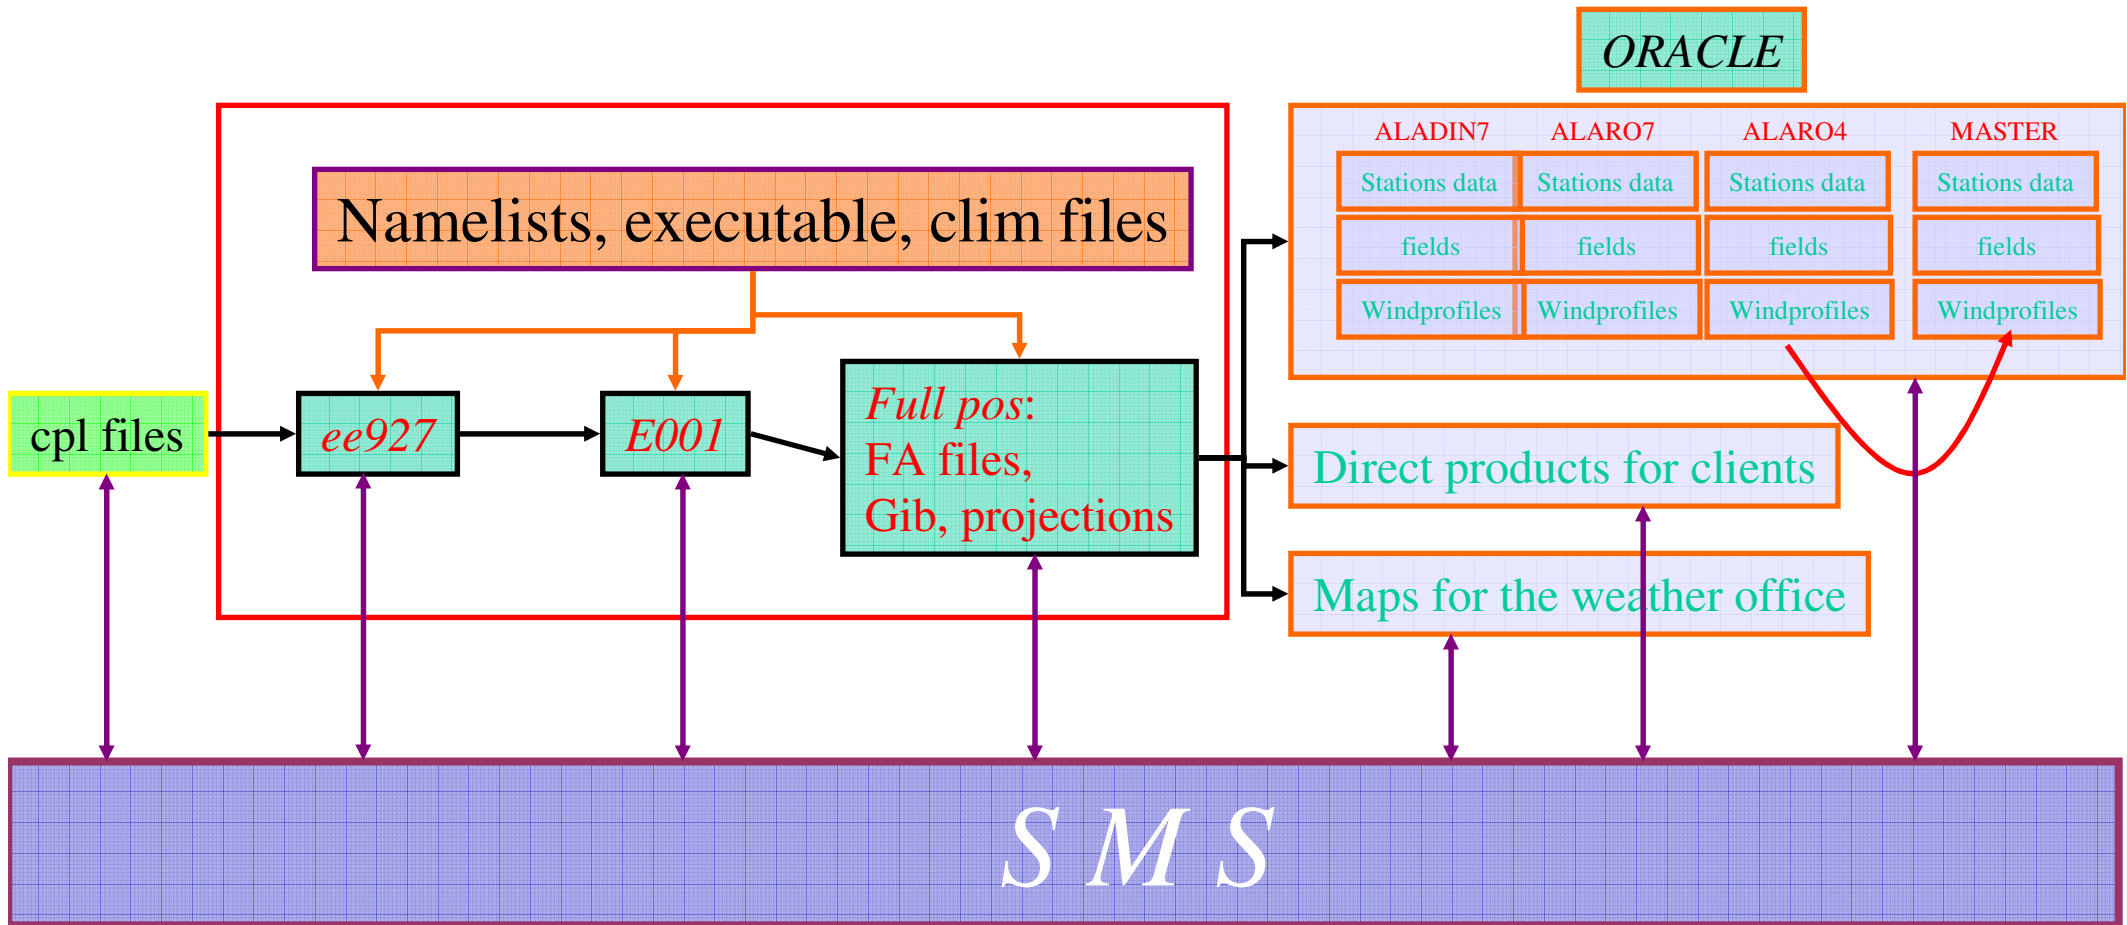 ORACLE
ALADIN7 ALARO7 ALARO4 MASTER
Stations data Stations data Stations data Stations data
fields fields fields fields
Windprofiles Windprofiles Windprofiles Windprofiles
Namelists, executable, clim files
cpl files
ee927
E001
Full pos:
FA files,
Gib, projections
Direct products for clients
Maps for the weather office
S M S